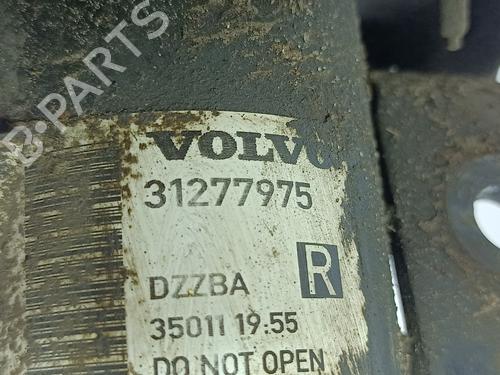 B-PARTS
VOLVO
31277975
R
DZZBA
35011 19:55
DO NOT OPEN